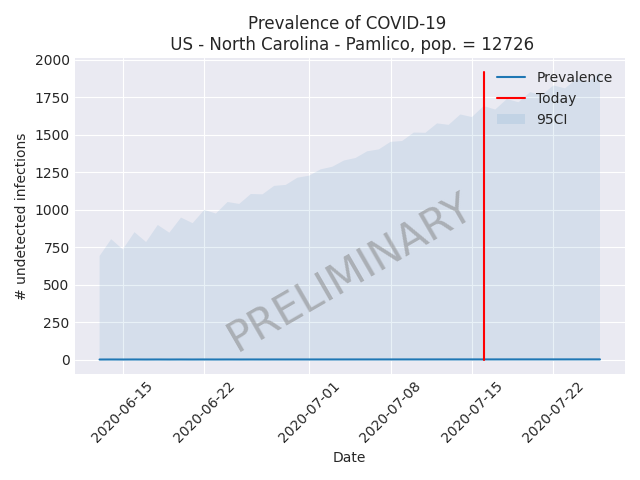 Prevalence of COVID-19
US - North Carolina - Pamlico, pop. = 12726
2000
1750
1500
1250
1000
750
500
250
0
# undetected infections
Prevalence
Today
95CI
PRELIMINARY
2020-06-15
2020-06-22
2020-07-01
2020-07-08
2020-07-15
2020-07-22
Date